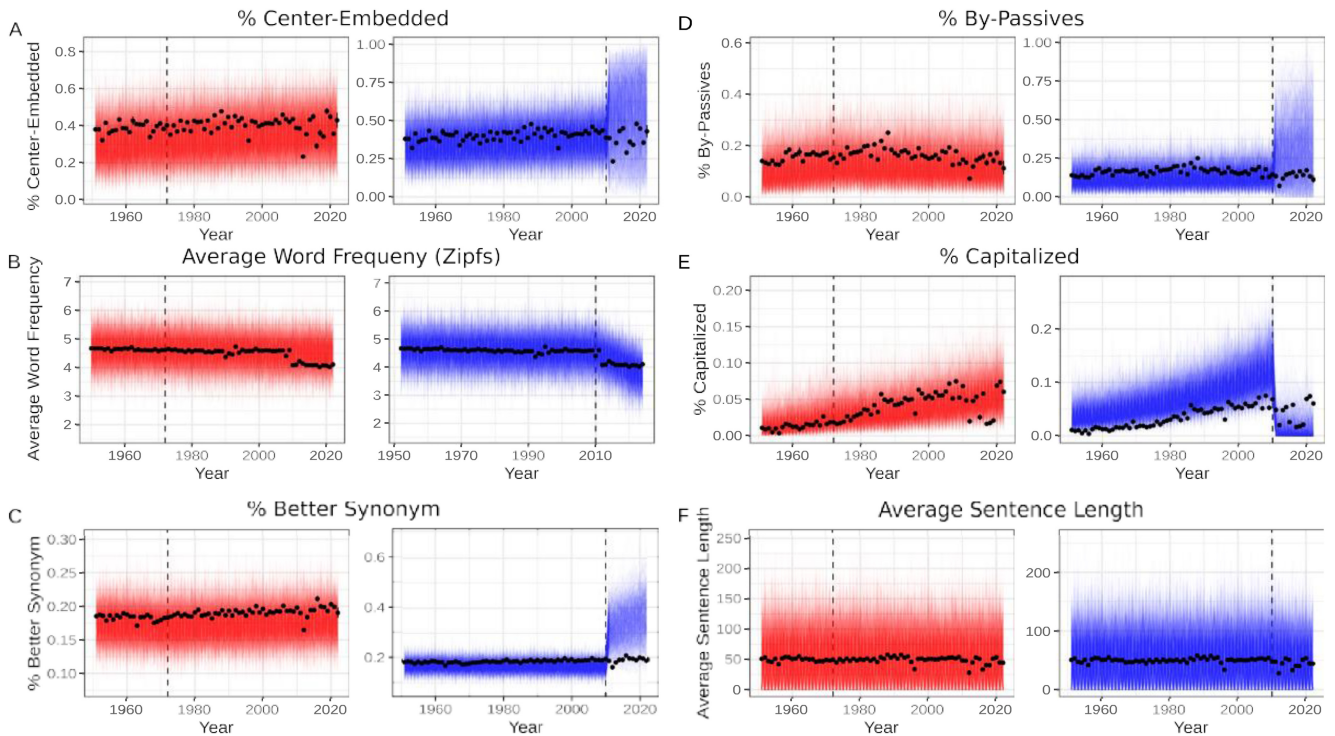 A
% Center-Embedded
% Center-Embedded
0.8
0.6
0.4
0.2
0.0
1960 1980 2000 2020
Year
1.00
0.75
0.50
0.25
0.00
1960 1980 2000 2020
Year
D
% By-Passives
% By-Passives
0.6
0.4
0.2
0.0
1960 1980 2000 2020
Year
1.00
0.75
0.50
0.25
0.00
1960 1980 2000 2020
Year
B
Average Word Frequeny (Zipfs)
Average Word Frequency
7
6
5
4
3
2
1960 1980 2000 2020
Year
7
6
5
4
3
2
1950 1970 1990 2010
Year
E
% Capitalized
% Capitalized
0.20
0.15
0.10
0.05
0.00
1960 1980 2000 2020
Year
0.2
0.1
0.0
1960 1980 2000 2020
Year
C
% Better Synonym
% Better Synonym
0.30
0.25
0.20
0.15
0.10
1960 1980 2000 2020
Year
0.6
0.4
0.2
1960 1980 2000 2020
Year
F
Average Sentence Length
Average Sentence Length
250
200
150
100
50
0
1960 1980 2000 2020
Year
200
100
0
1960 1980 2000 2020
Year